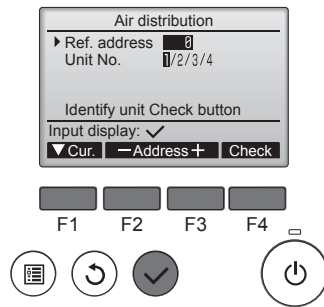 Air distribution
Ref. address 0
Unit No. 1/2/3/4
Identify unit Check button
Input display: ✓
▼Cur. －Address＋ Check
F1 F2 F3 F4